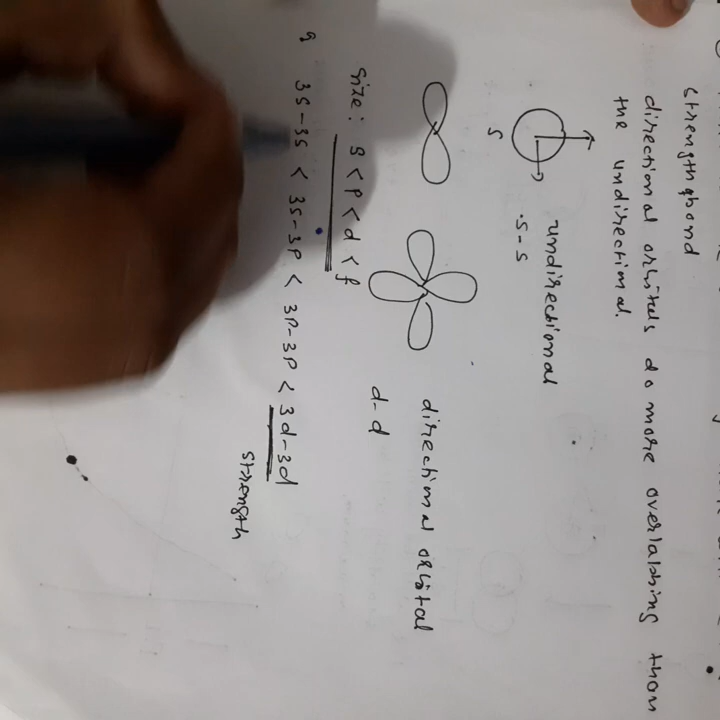 strength of bond
directional orbitals do more overlapping than
the undirectional.
S
undirectional
S-S
directional orbital
d-d
Size: S < P < d < f
3S-3S < 3S-3P < 3P-3P < 3d-3d
strength